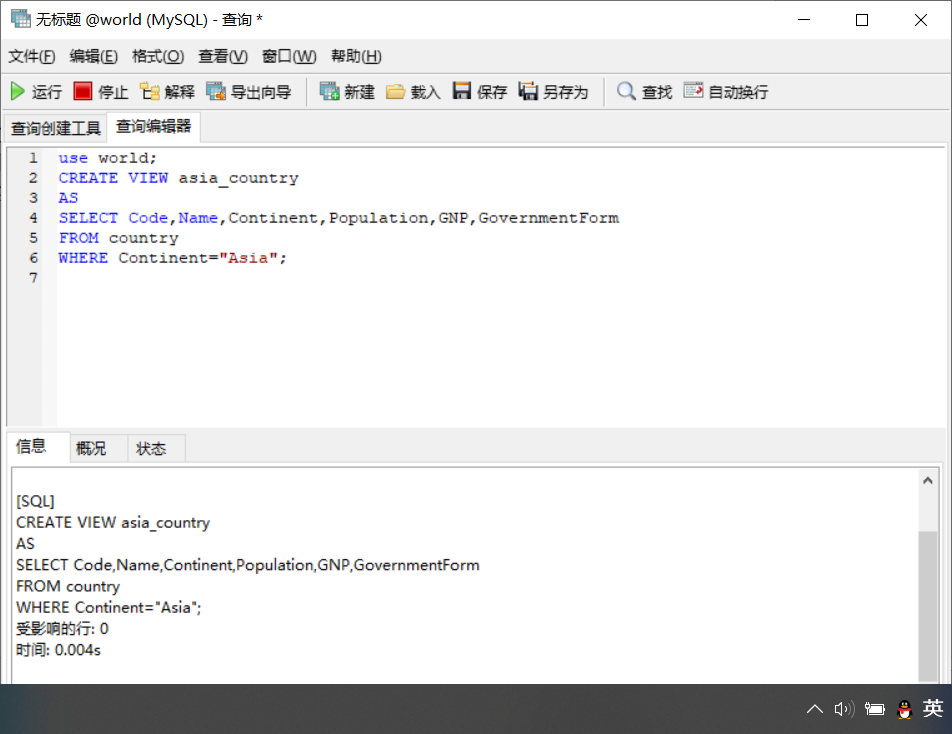 无标题 @world (MySQL) - 查询 *
文件(F) 编辑(E) 格式(O) 查看(V) 窗口(W) 帮助(H)
运行 停止 解释 导出向导 新建 载入 保存 另存为 查找 自动换行
查询创建工具 查询编辑器
1 use world;
2 CREATE VIEW asia_country
3 AS
4 SELECT Code,Name,Continent,Population,GNP,GovernmentForm
5 FROM country
6 WHERE Continent="Asia";
7
信息 概况 状态
[SQL]
CREATE VIEW asia_country
AS
SELECT Code,Name,Continent,Population,GNP,GovernmentForm
FROM country
WHERE Continent="Asia";
受影响的行: 0
时间: 0.004s
英